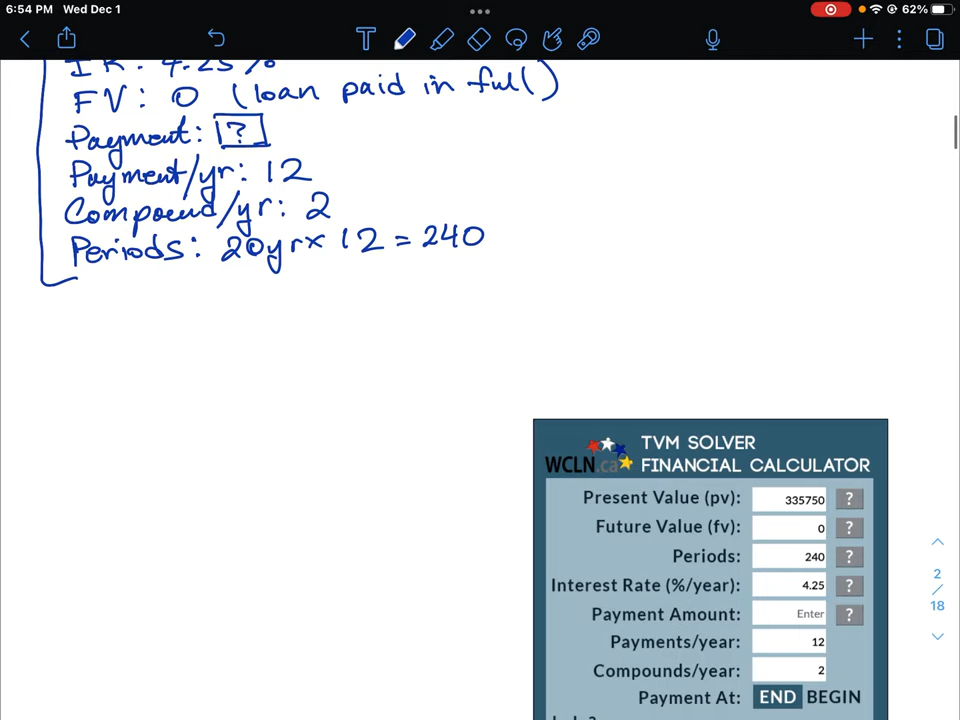 6:54 PM Wed Dec 1
62%
IR: 4.25%
FV: 0 (loan paid in full)
Payment: ?
Payment/yr: 12
Compound/yr: 2
Periods: 20yr x 12 = 240
TVM SOLVER
WCLN.ca FINANCIAL CALCULATOR
Present Value (pv): 335750 ?
Future Value (fv): 0 ?
Periods: 240 ?
Interest Rate (%/year): 4.25 ?
Payment Amount: Enter ?
Payments/year: 12
Compounds/year: 2
Payment At: END BEGIN
2
/
18